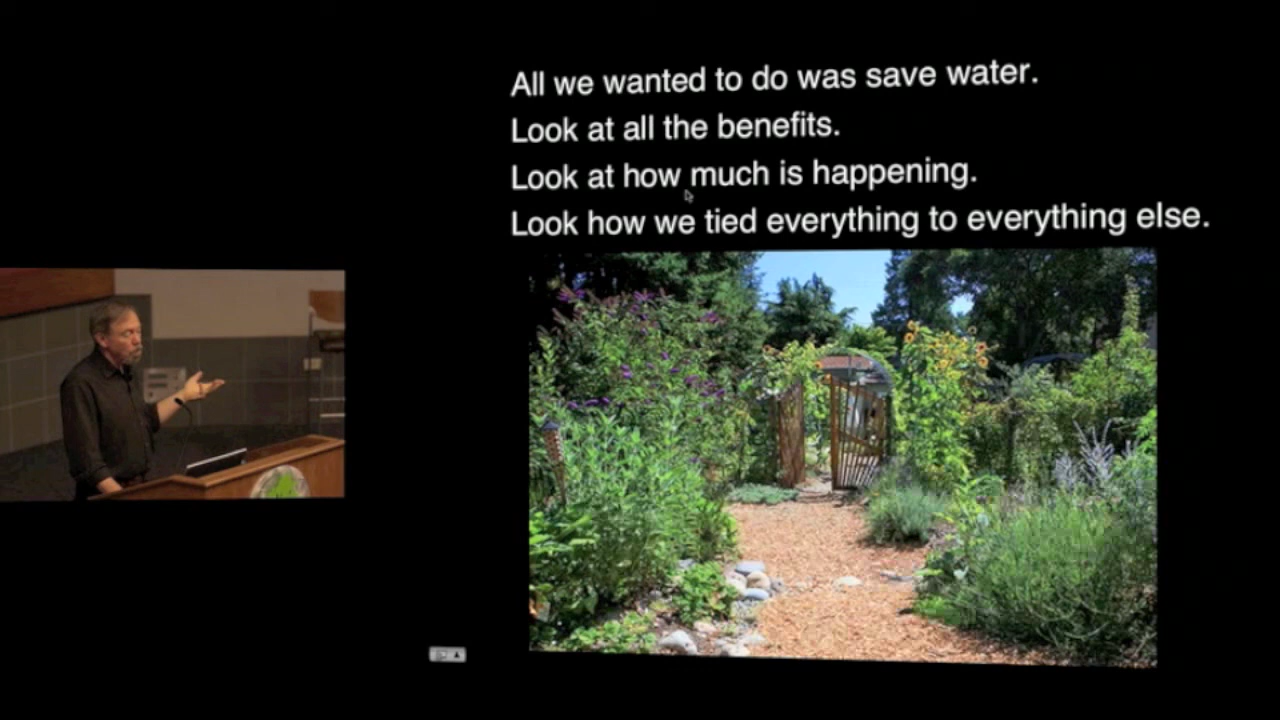 All we wanted to do was save water.
Look at all the benefits.
Look at how much is happening.
Look how we tied everything to everything else.